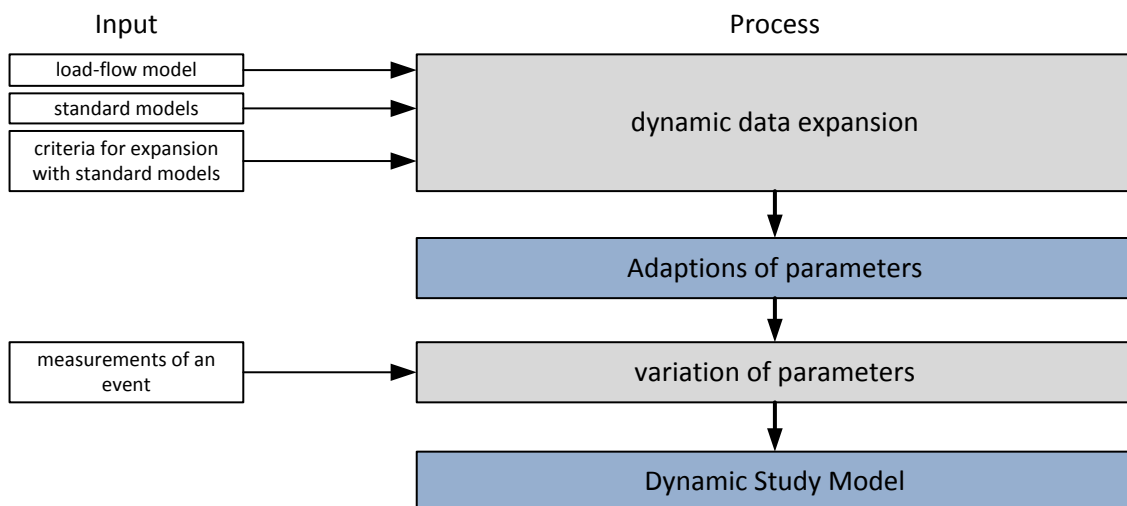 Input
Process
load-flow model
standard models
criteria for expansion
with standard models
dynamic data expansion
Adaptions of parameters
measurements of an
event
variation of parameters
Dynamic Study Model